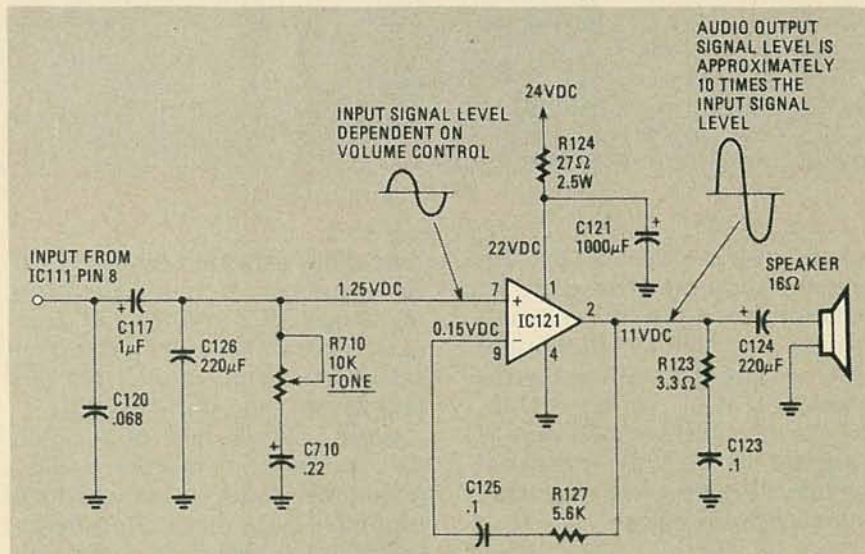 AUDIO OUTPUT
SIGNAL LEVEL IS
APPROXIMATELY
10 TIMES THE
INPUT SIGNAL
LEVEL
24VDC
INPUT SIGNAL LEVEL
DEPENDENT ON
VOLUME CONTROL
R124
27Ω
2.5W
C121
1000μF
+
22VDC
INPUT FROM
IC111 PIN 8
SPEAKER
16Ω
1.25VDC
7
+
1
IC121
2
+
C117
1μF
0.15VDC
9
−
4
11VDC
+
C124
220μF
C126
220μF
R710
10K
TONE
R123
3.3Ω
C120
.068
+
C710
.22
C123
.1
C125
.1
R127
5.6K